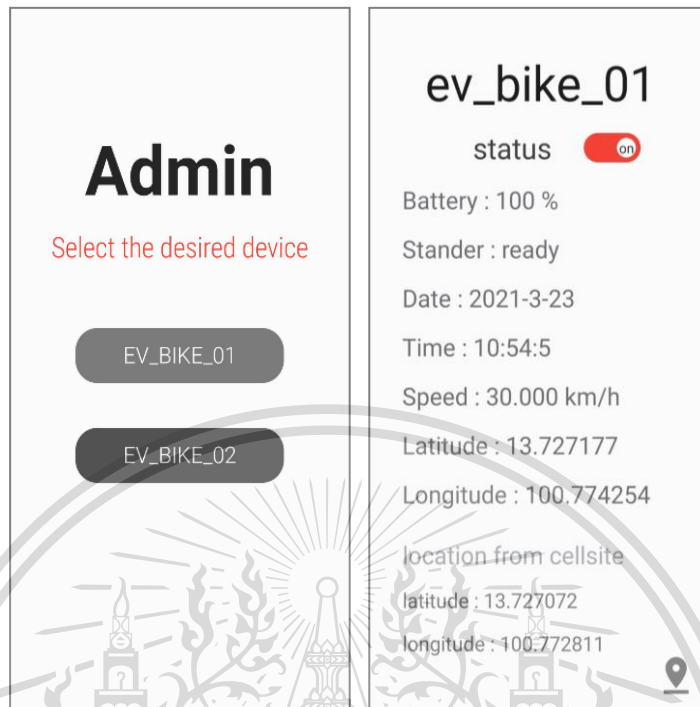 Admin
Select the desired device
EV_BIKE_01
EV_BIKE_02
ev_bike_01
status on
Battery : 100 %
Stander : ready
Date : 2021-3-23
Time : 10:54:5
Speed : 30.000 km/h
Latitude : 13.727177
Longitude : 100.774254
location from cellsite
latitude : 13.727072
longitude : 100.772811